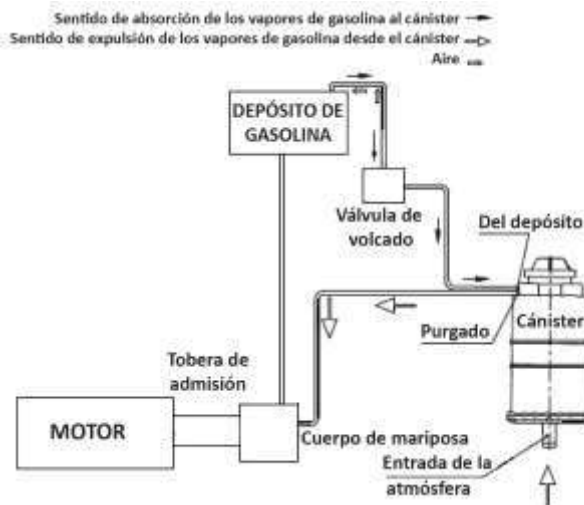 Sentido de absorción de los vapores de gasolina al cánister
Sentido de expulsión de los vapores de gasolina desde el cánister
Aire
DEPÓSITO DE
GASOLINA
Válvula de
volcado
Del depósito
Cánister
Purgado
Tobera de
admisión
MOTOR
Cuerpo de mariposa
Entrada de la
atmósfera